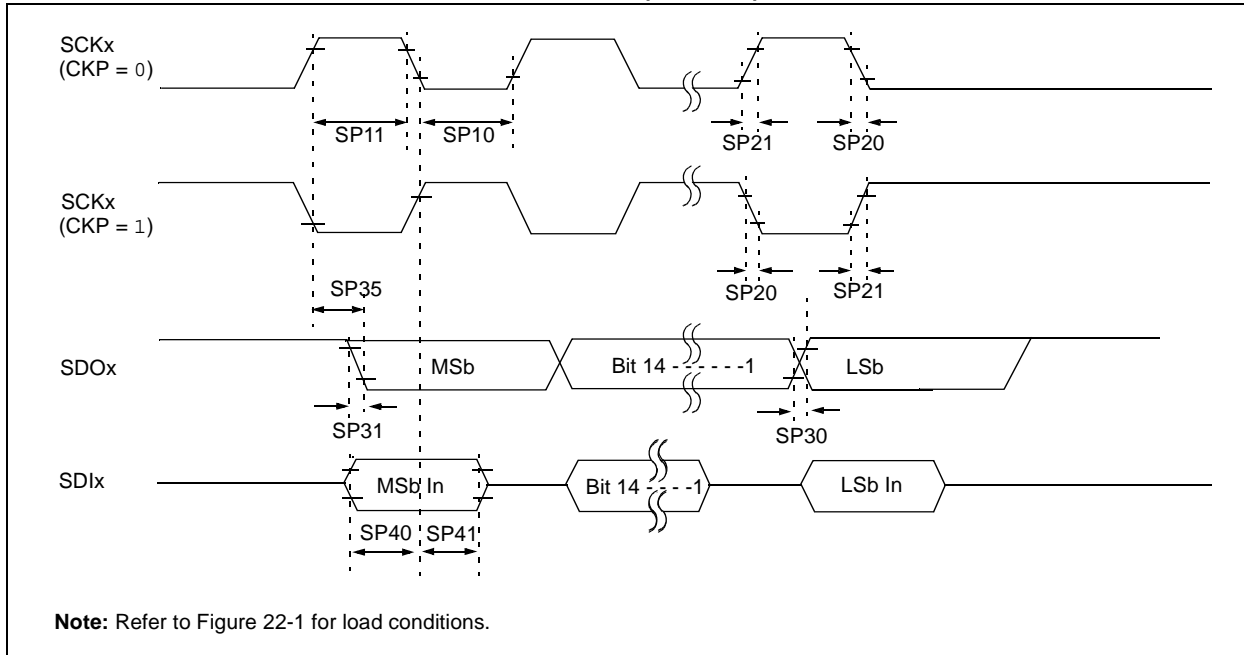 SCKx
(CKP = 0)
SP11
SP10
SP21
SP20
SCKx
(CKP = 1)
SP35
SP20
SP21
SDOx
MSb
Bit 14 - - - - - -1
LSb
SP31
SP30
SDIx
MSb In
Bit 14 - - - -1
LSb In
SP40
SP41
Note: Refer to Figure 22-1 for load conditions.